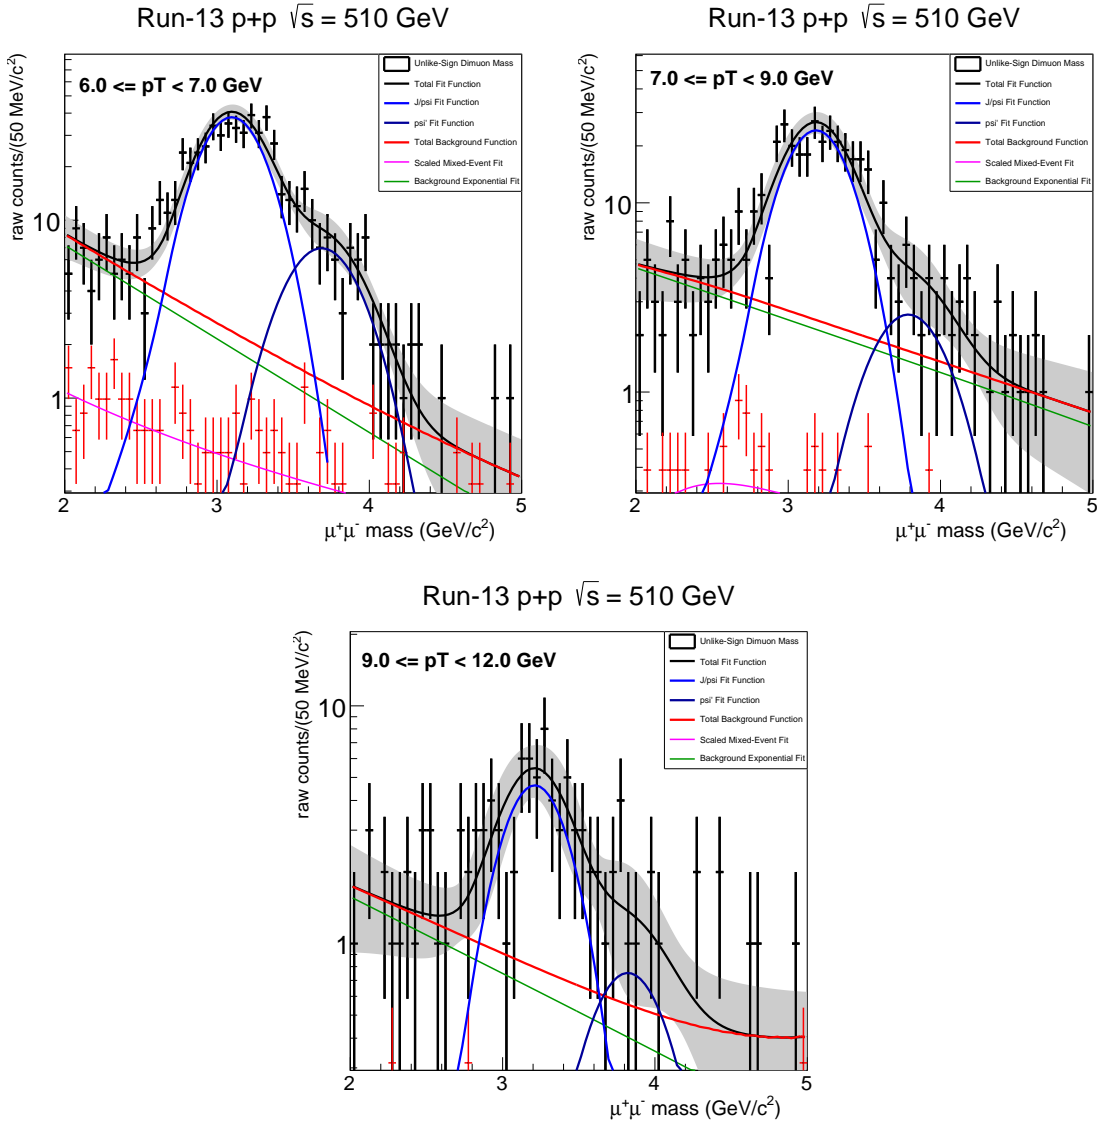 Run-13 p+p √s = 510 GeV
raw counts/(50 MeV/c²)
6.0 <= pT < 7.0 GeV
Unlike-Sign Dimuon Mass
Total Fit Function
J/psi Fit Function
psi' Fit Function
Total Background Function
Scaled Mixed-Event Fit
Background Exponential Fit
10
1
2 3 4 5
μ⁺μ⁻ mass (GeV/c²)
Run-13 p+p √s = 510 GeV
raw counts/(50 MeV/c²)
7.0 <= pT < 9.0 GeV
Unlike-Sign Dimuon Mass
Total Fit Function
J/psi Fit Function
psi' Fit Function
Total Background Function
Scaled Mixed-Event Fit
Background Exponential Fit
10
1
2 3 4 5
μ⁺μ⁻ mass (GeV/c²)
Run-13 p+p √s = 510 GeV
raw counts/(50 MeV/c²)
9.0 <= pT < 12.0 GeV
Unlike-Sign Dimuon Mass
Total Fit Function
J/psi Fit Function
psi' Fit Function
Total Background Function
Scaled Mixed-Event Fit
Background Exponential Fit
10
1
2 3 4 5
μ⁺μ⁻ mass (GeV/c²)